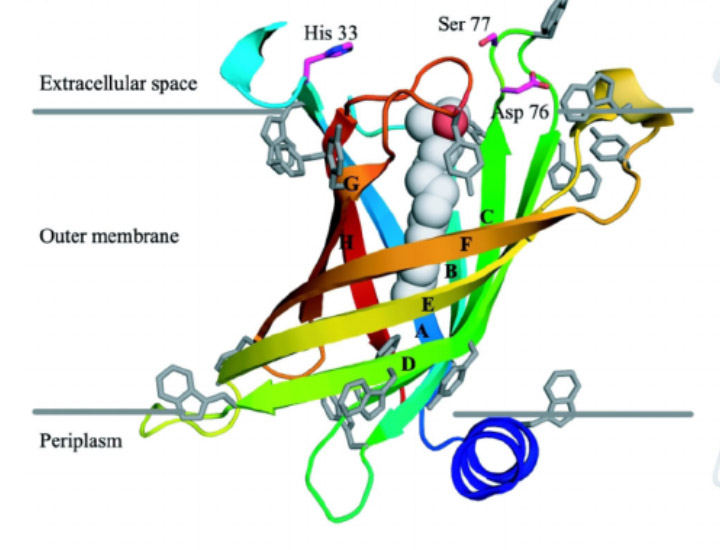 His 33
Ser 77
Extracellular space
Asp 76
G
C
Outer membrane
H
F
B
E
A
D
Periplasm